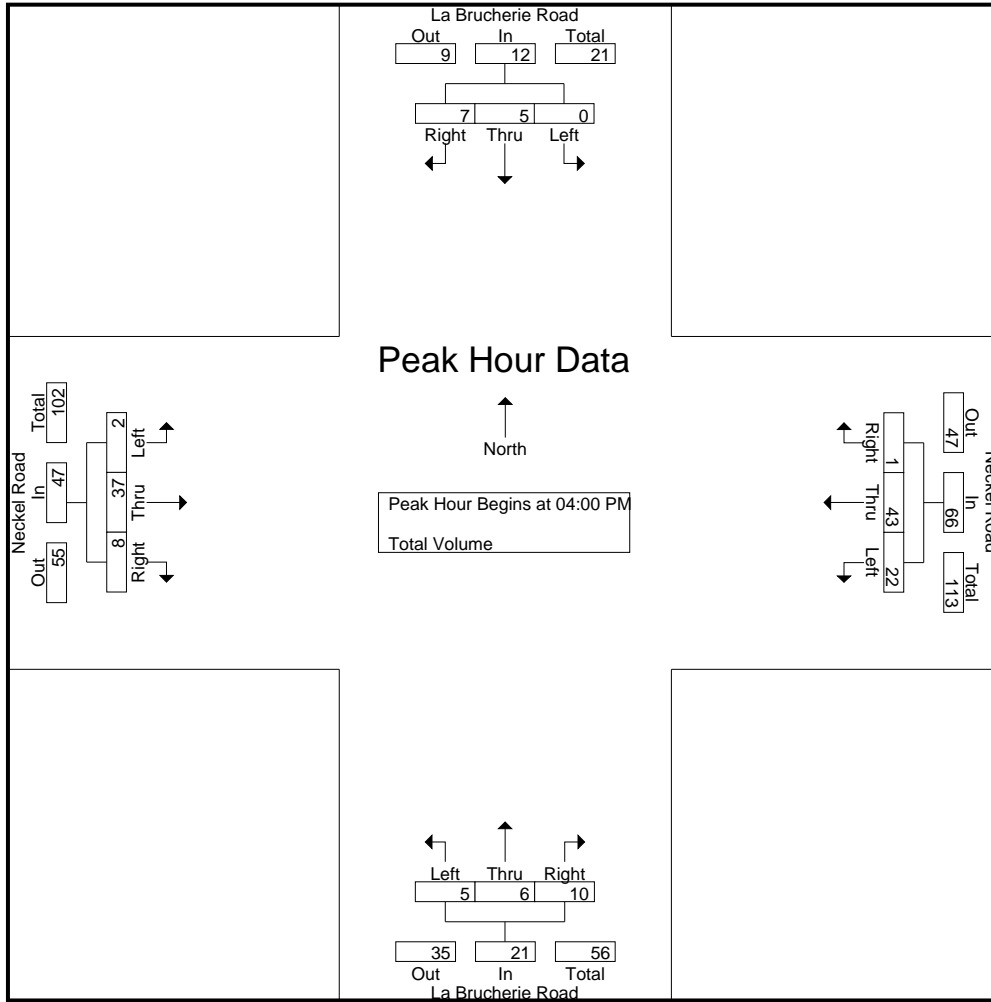 La Brucherie Road
Out In Total
9 12 21
7 5 0
Right Thru Left
Peak Hour Data
North
Peak Hour Begins at 04:00 PM
Total Volume
Neckel Road
Total In Out
102 47 55
2 37 8
Left Thru Right
Neckel Road
Out In Total
47 66 113
Right Thru Left
1 43 22
Left Thru Right
5 6 10
35 21 56
Out In Total
La Brucherie Road